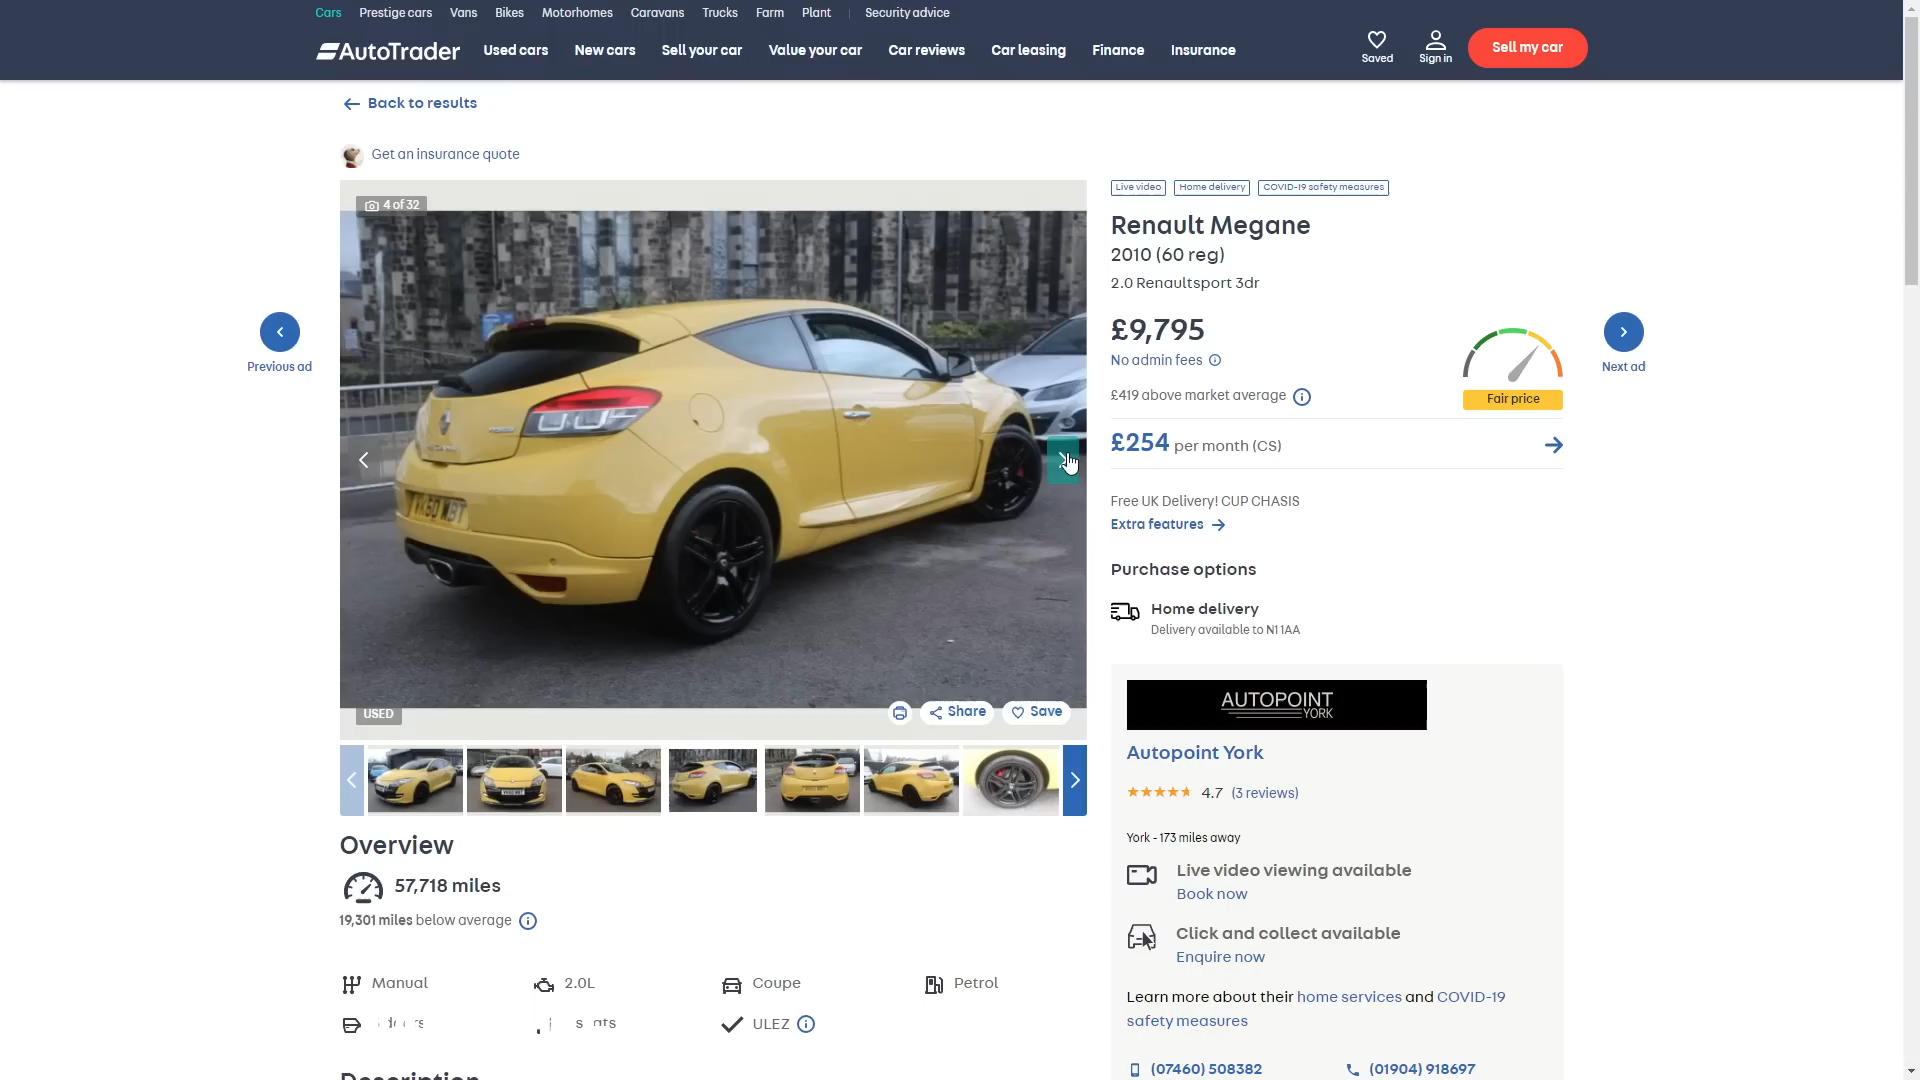 Cars Prestige cars Vans Bikes Motorhomes Caravans Trucks Farm Plant Security advice
AutoTrader Used cars New cars Sell your car Value your car Car reviews Car leasing Finance Insurance Saved Sign in Sell my car
Back to results
Get an insurance quote
4 of 32
USED
Share
Save
Previous ad
Next ad
Live video Home delivery COVID-19 safety measures
Renault Megane
2010 (60 reg)
2.0 Renaultsport 3dr
£9,795
No admin fees
£419 above market average
Fair price
£254 per month (CS)
Free UK Delivery! CUP CHASIS
Extra features
Purchase options
Home delivery
Delivery available to N1 1AA
AUTOPOINT
YORK
Autopoint York
4.7 (3 reviews)
York - 173 miles away
Live video viewing available
Book now
Click and collect available
Enquire now
Learn more about their home services and COVID-19
safety measures
(07460) 508382 (01904) 918697
Overview
57,718 miles
19,301 miles below average
Manual 2.0L Coupe Petrol
ULEZ
Description